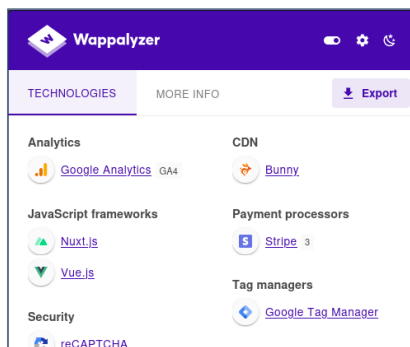 Wappalyzer
TECHNOLOGIES
MORE INFO
Export
Analytics
Google Analytics GA4
JavaScript frameworks
Nuxt.js
Vue.js
Security
reCAPTCHA
CDN
Bunny
Payment processors
Stripe 3
Tag managers
Google Tag Manager